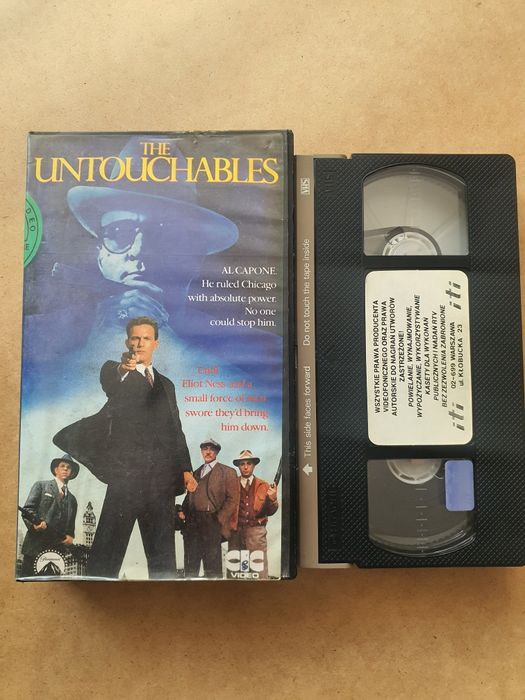 THE
UNTOUCHABLES
AL CAPONE.
He ruled Chicago
with absolute power.
No one
could stop him.
Until...
Eliot Ness and a
small force of men
swore they'd bring
him down.
Paramount
CIC
&
VIDEO
VHS
This side faces forward
Do not touch the tape inside
WSZYSTKIE PRAWA PRODUCENTA
VIDEOFONICZNEGO ORAZ PRAWA
AUTORSKIE DO NAGRAŃ UTWORÓW
ZASTRZEŻONE!
POWIELANIE, WYNAJMOWANIE,
WYPOŻYCZANIE, WYKORZYSTYWANIE
KASETY DLA WYKONAŃ
PUBLICZNYCH I NADAŃ RTV
BEZ ZEZWOLENIA ZABRONIONE
iti 02-699 WARSZAWA iti
ul. KŁOBUCKA 23